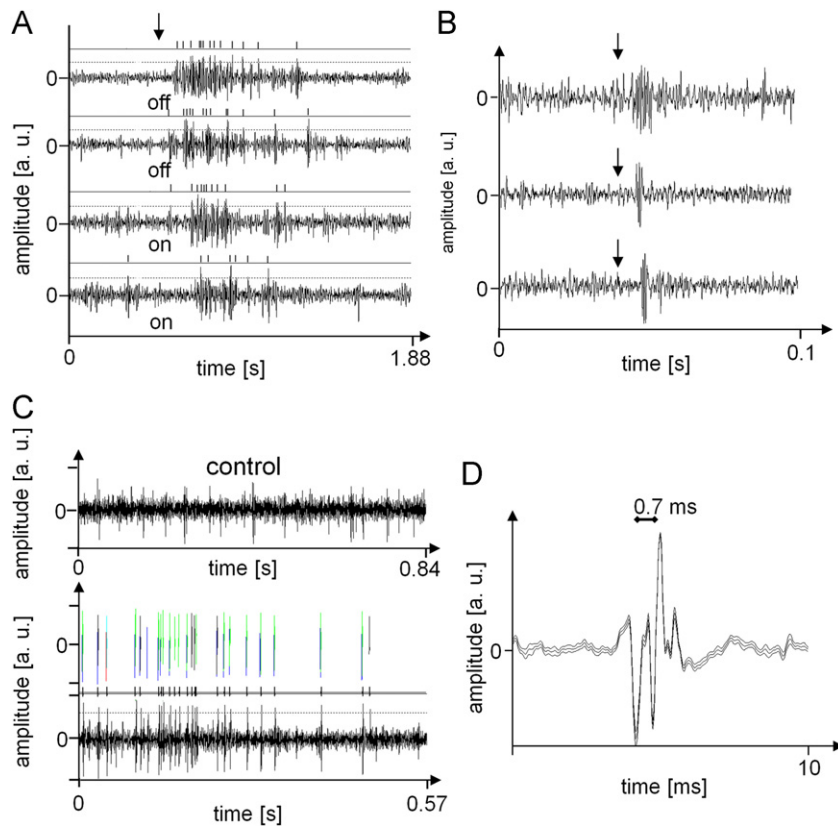 A
amplitude [a. u.]
0
off
0
off
0
on
0
on
0
1.88
time [s]
B
amplitude [a. u.]
0
0
0
0
0.1
time [s]
C
control
amplitude [a. u.]
0
0
time [s]
0.84
amplitude [a. u.]
0
0
0
time [s]
0.57
D
0.7 ms
amplitude [a. u.]
0
10
time [ms]